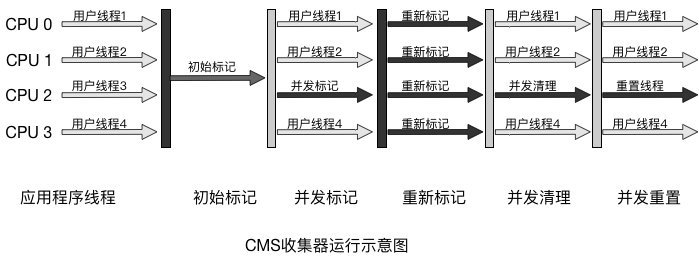 CPU 0 用户线程1 用户线程1 重新标记 用户线程1 用户线程1
CPU 1 用户线程2 初始标记 用户线程2 重新标记 用户线程2 用户线程2
CPU 2 用户线程3 并发标记 重新标记 并发清理 重置线程
CPU 3 用户线程4 用户线程4 重新标记 用户线程4 用户线程4
应用程序线程 初始标记 并发标记 重新标记 并发清理 并发重置
CMS收集器运行示意图